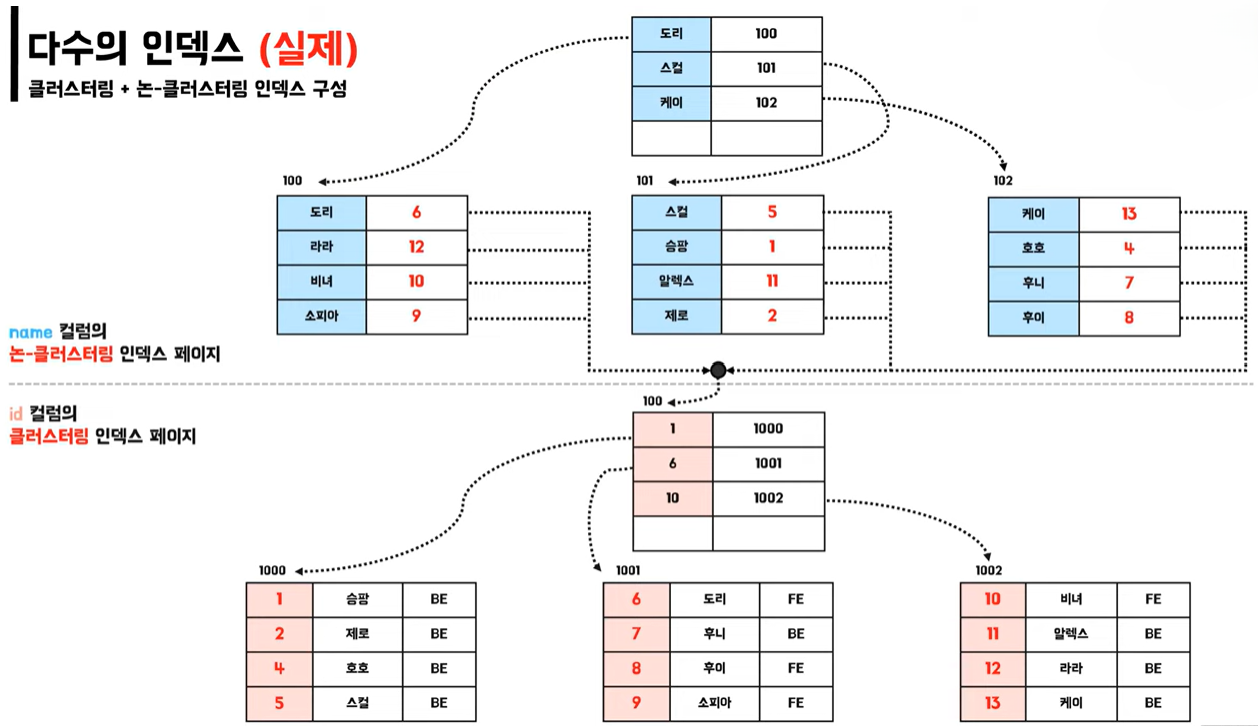 다수의 인덱스 (실제)
클러스터링 + 논-클러스터링 인덱스 구성
도리 100
스컬 101
케이 102
100
도리 6
라라 12
비녀 10
소피아 9
101
스컬 5
승팡 1
알렉스 11
제로 2
102
케이 13
호호 4
후니 7
후이 8
name 컬럼의
논-클러스터링 인덱스 페이지
id 컬럼의
클러스터링 인덱스 페이지
100
1 1000
6 1001
10 1002
1000
1 승팡 BE
2 제로 BE
4 호호 BE
5 스컬 BE
1001
6 도리 FE
7 후니 BE
8 후이 FE
9 소피아 FE
1002
10 비녀 FE
11 알렉스 BE
12 라라 BE
13 케이 BE